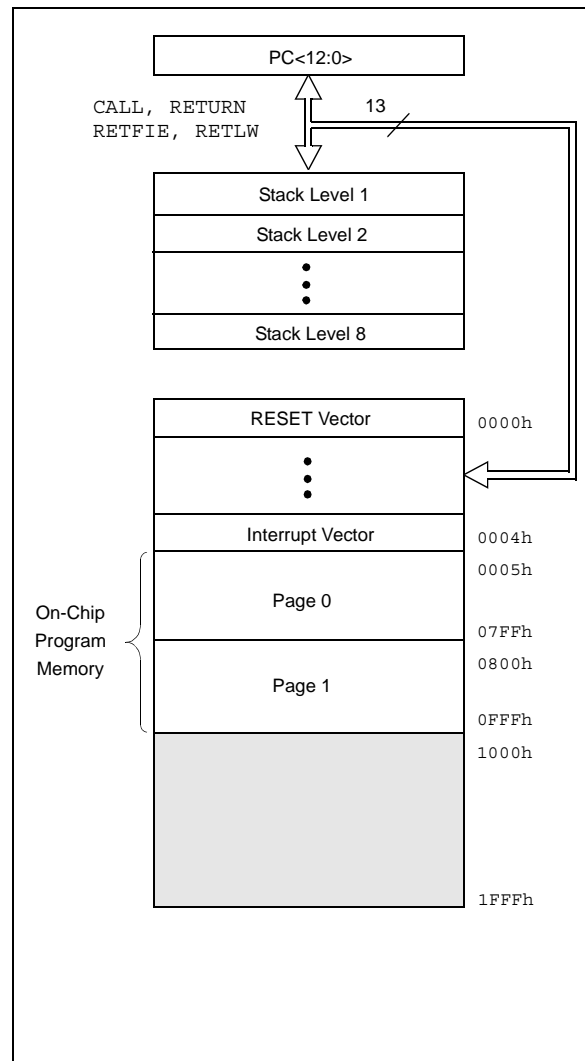 PC<12:0>
CALL, RETURN
RETFIE, RETLW
13
Stack Level 1
Stack Level 2
Stack Level 8
RESET Vector
0000h
Interrupt Vector
0004h
0005h
On-Chip
Program
Memory
Page 0
07FFh
0800h
Page 1
0FFFh
1000h
1FFFh